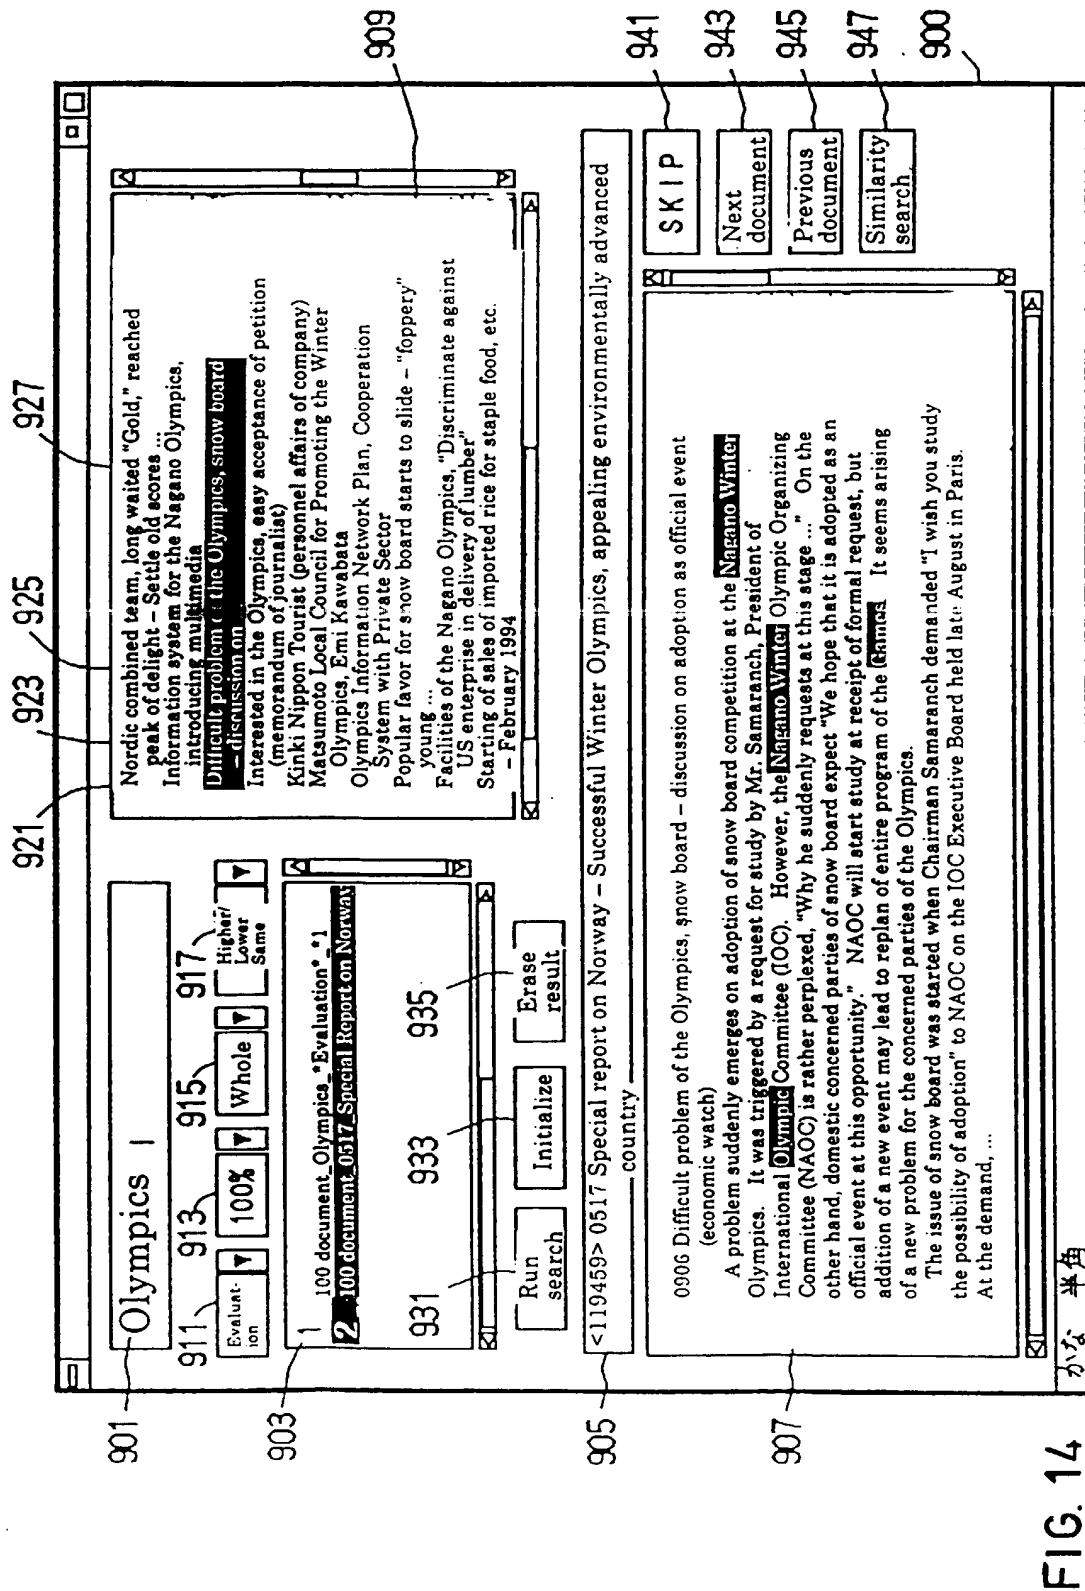 921 923 925 927
901
Olympics
911 913 915 917
Evaluat-
ion
100%
Whole
Higher/
Lower
Same
903
1 100 document_Olympics_*Evaluation*_*1
2 100 document_0517_Special Report on Norway
931 933 935
Run
search
Initialize
Erase
result
Nordic combined team, long waited “Gold,” reached
peak of delight – Settle old scores ...
Information system for the Nagano Olympics,
introducing multimedia
Difficult problem of the Olympics, snow board
– discussion on ...
Interested in the Olympics, easy acceptance of petition
(memorandum of journalist)
Kinki Nippon Tourist (personnel affairs of company)
Matsumoto Local Council for Promoting the Winter
Olympics, Emi Kawabata
Olympics Information Network Plan, Cooperation
System with Private Sector
Popular favor for snow board starts to slide – “foppery”
young ...
Facilities of the Nagano Olympics, “Discriminate against
US enterprise in delivery of lumber”
Starting of sales of imported rice for staple food, etc.
– February 1994
909
905
<119459> 0517 Special report on Norway – Successful Winter Olympics, appealing environmentally advanced
country
907
0906 Difficult problem of the Olympics, snow board – discussion on adoption as official event
(economic watch)
A problem suddenly emerges on adoption of snow board competition at the Nagano Winter
Olympics. It was triggered by a request for study by Mr. Samaranch, President of
International Olympic Committee (IOC). However, the Nagano Winter Olympic Organizing
Committee (NAOC) is rather perplexed, “Why he suddenly requests at this stage ...” On the
other hand, domestic concerned parties of snow board expect “We hope that it is adopted as an
official event at this opportunity.” NAOC will start study at receipt of formal request, but
addition of a new event may lead to replan of entire program of the Games It seems arising
of a new problem for the concerned parties of the Olympics.
The issue of snow board was started when Chairman Samaranch demanded “I wish you study
the possibility of adoption” to NAOC on the IOC Executive Board held late August in Paris.
At the demand, ...
SKIP
941
Next
document
943
Previous
document
945
Similarity
search
947
900
かな 半角
FIG. 14